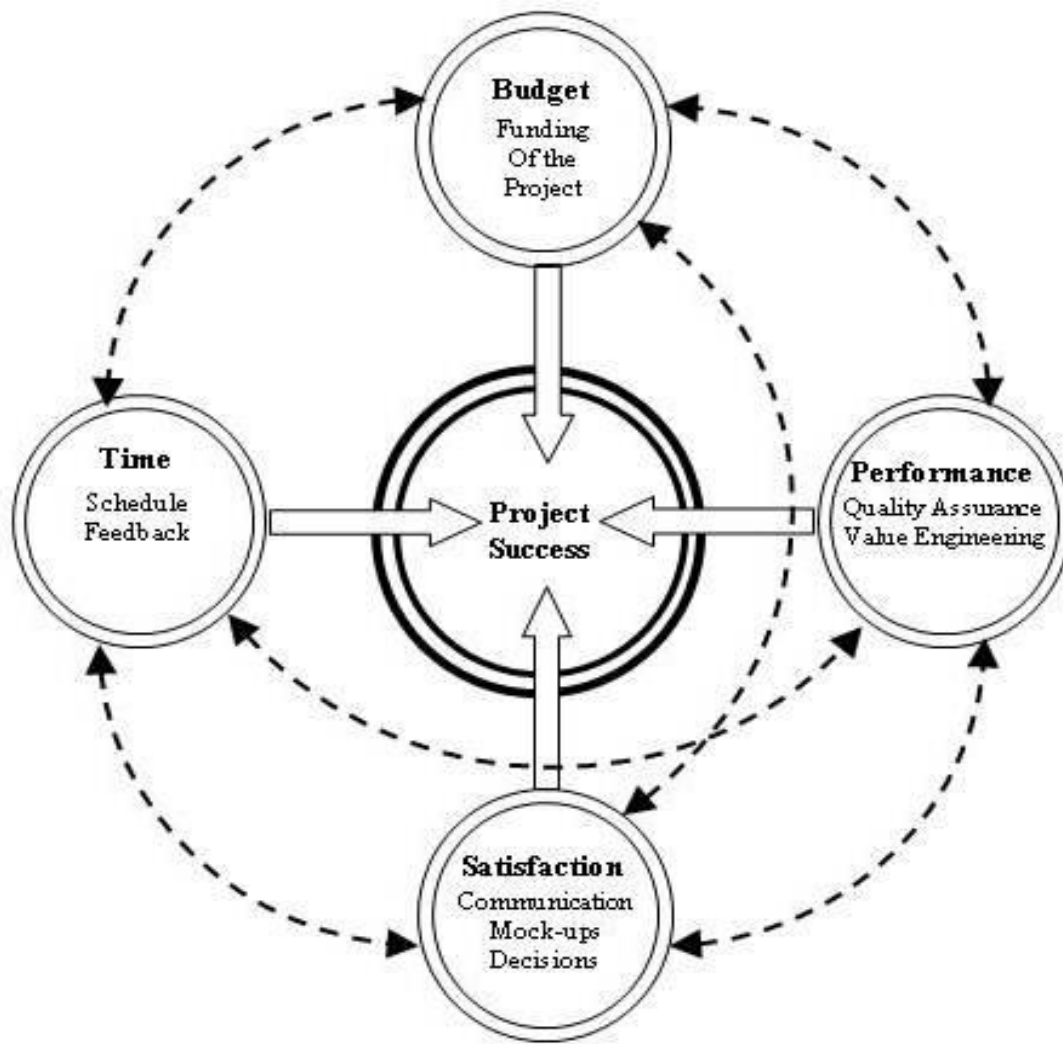 Budget
Funding
Of the
Project
Time
Schedule
Feedback
Project
Success
Performance
Quality Assurance
Value Engineering
Satisfaction
Communication
Mock-ups
Decisions